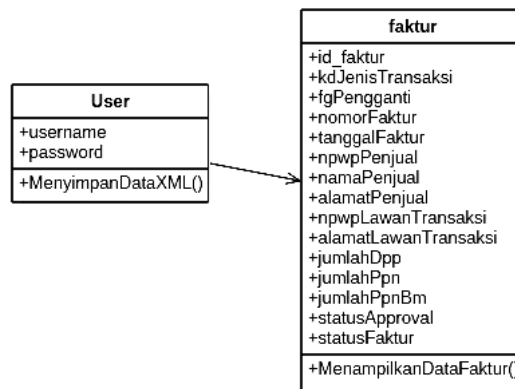 User
+username
+password
+MenyimpanDataXML()
faktur
+id_faktur
+kdJenisTransaksi
+fgPengganti
+nomorFaktur
+tanggalFaktur
+npwpPenjual
+namaPenjual
+alamatPenjual
+npwpLawanTransaksi
+alamatLawanTransaksi
+jumlahDpp
+jumlahPpn
+jumlahPpnBm
+statusApproval
+statusFaktur
+MenampilkanDataFaktur()